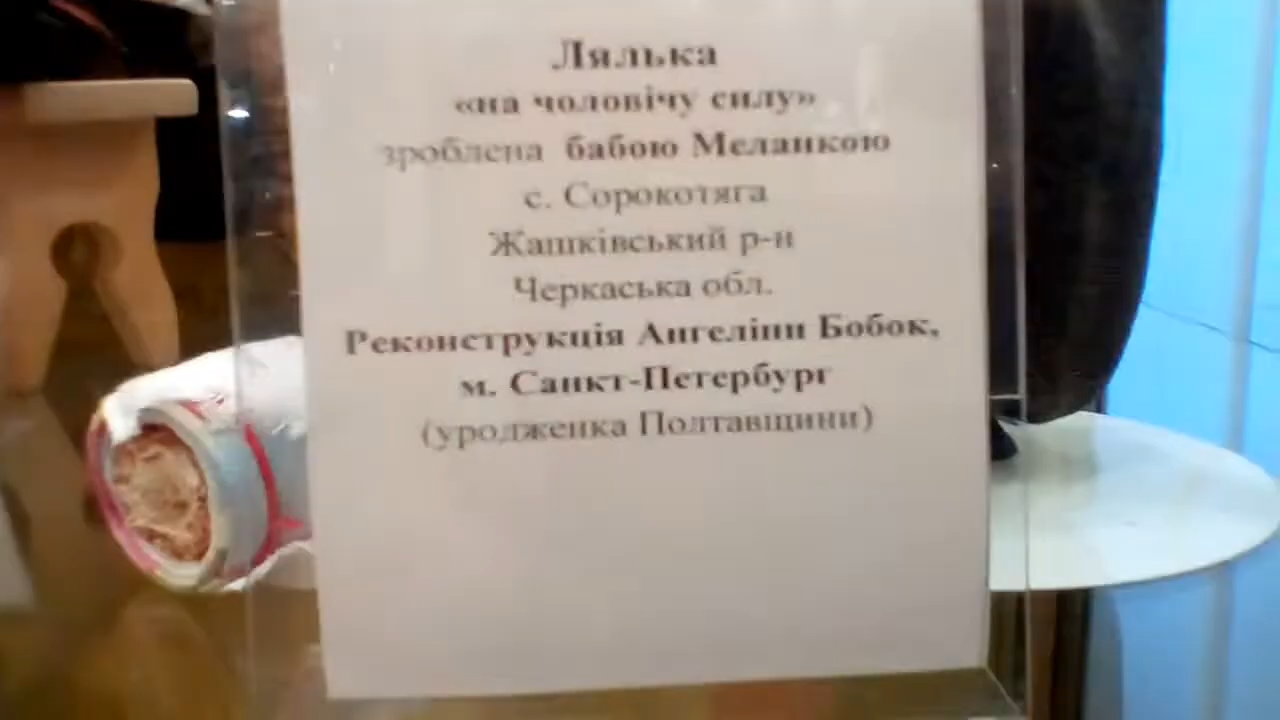 Лялька
«на чоловічу силу»
зроблена бабою Меланкою
с. Сорокотяга
Жашківський р-н
Черкаська обл.
Реконструкція Ангеліни Бобок,
м. Санкт-Петербург
(уродженка Полтавщини)